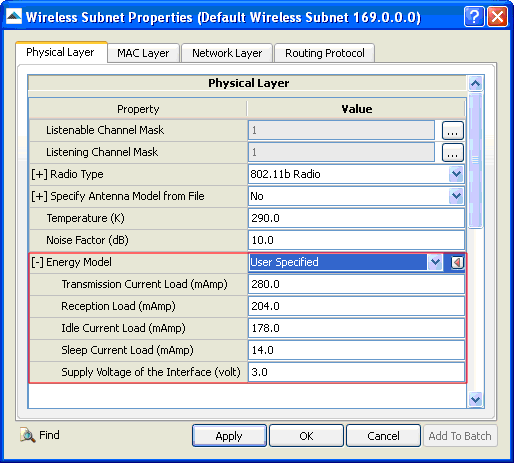 Wireless Subnet Properties (Default Wireless Subnet 169.0.0.0)
Physical Layer MAC Layer Network Layer Routing Protocol
Physical Layer
Property Value
Listenable Channel Mask 1 ...
Listening Channel Mask 1 ...
[+] Radio Type 802.11b Radio
[+] Specify Antenna Model from File No
Temperature (K) 290.0
Noise Factor (dB) 10.0
[-] Energy Model User Specified
Transmission Current Load (mAmp) 280.0
Reception Load (mAmp) 204.0
Idle Current Load (mAmp) 178.0
Sleep Current Load (mAmp) 14.0
Supply Voltage of the Interface (volt) 3.0
Find Apply OK Cancel Add To Batch